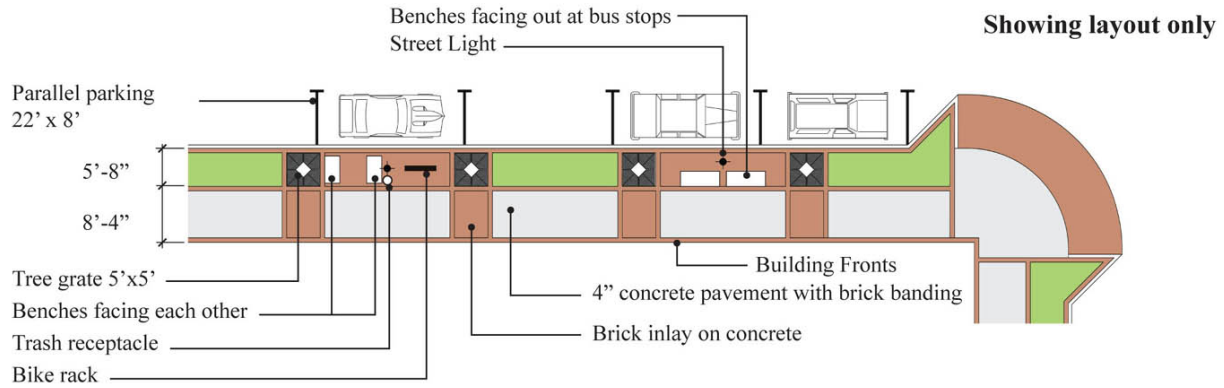 Benches facing out at bus stops
Street Light
Showing layout only
Parallel parking
22’ x 8’
5’-8”
8’-4”
Tree grate 5’x5’
Benches facing each other
Trash receptacle
Bike rack
Building Fronts
4” concrete pavement with brick banding
Brick inlay on concrete